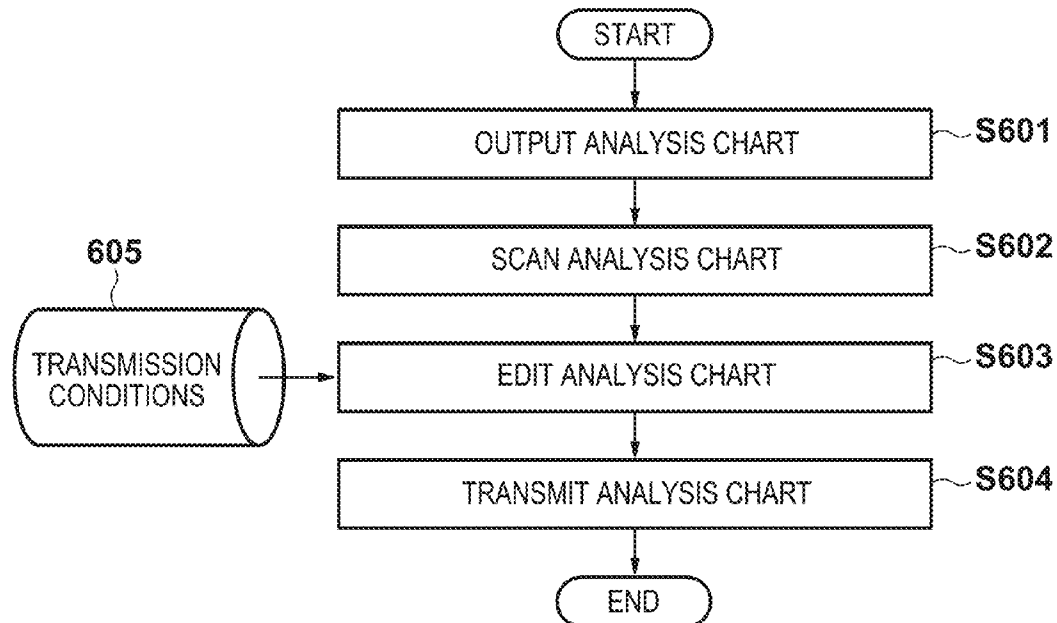 START
OUTPUT ANALYSIS CHART
S601
SCAN ANALYSIS CHART
S602
605
TRANSMISSION
CONDITIONS
EDIT ANALYSIS CHART
S603
TRANSMIT ANALYSIS CHART
S604
END